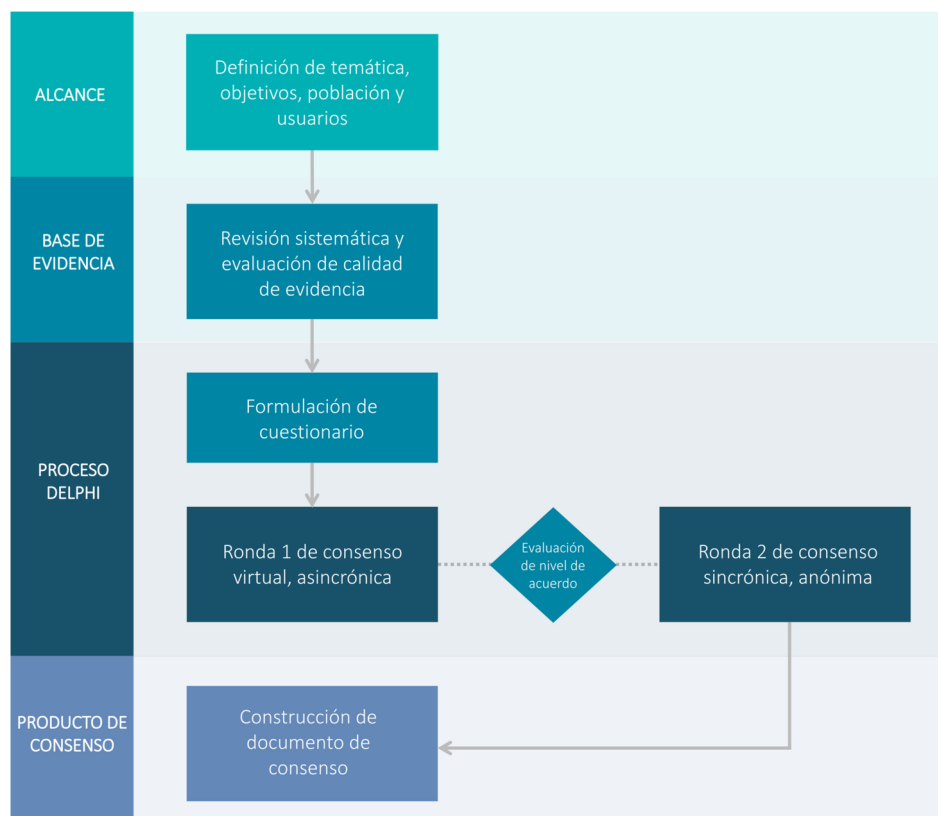 ALCANCE
Definición de temática,
objetivos, población y
usuarios
BASE DE
EVIDENCIA
Revisión sistemática y
evaluación de calidad
de evidencia
PROCESO
DELPHI
Formulación de
cuestionario
Ronda 1 de consenso
virtual, asincrónica
Evaluación
de nivel de
acuerdo
Ronda 2 de consenso
sincrónica, anónima
PRODUCTO DE
CONSENSO
Construcción de
documento de
consenso